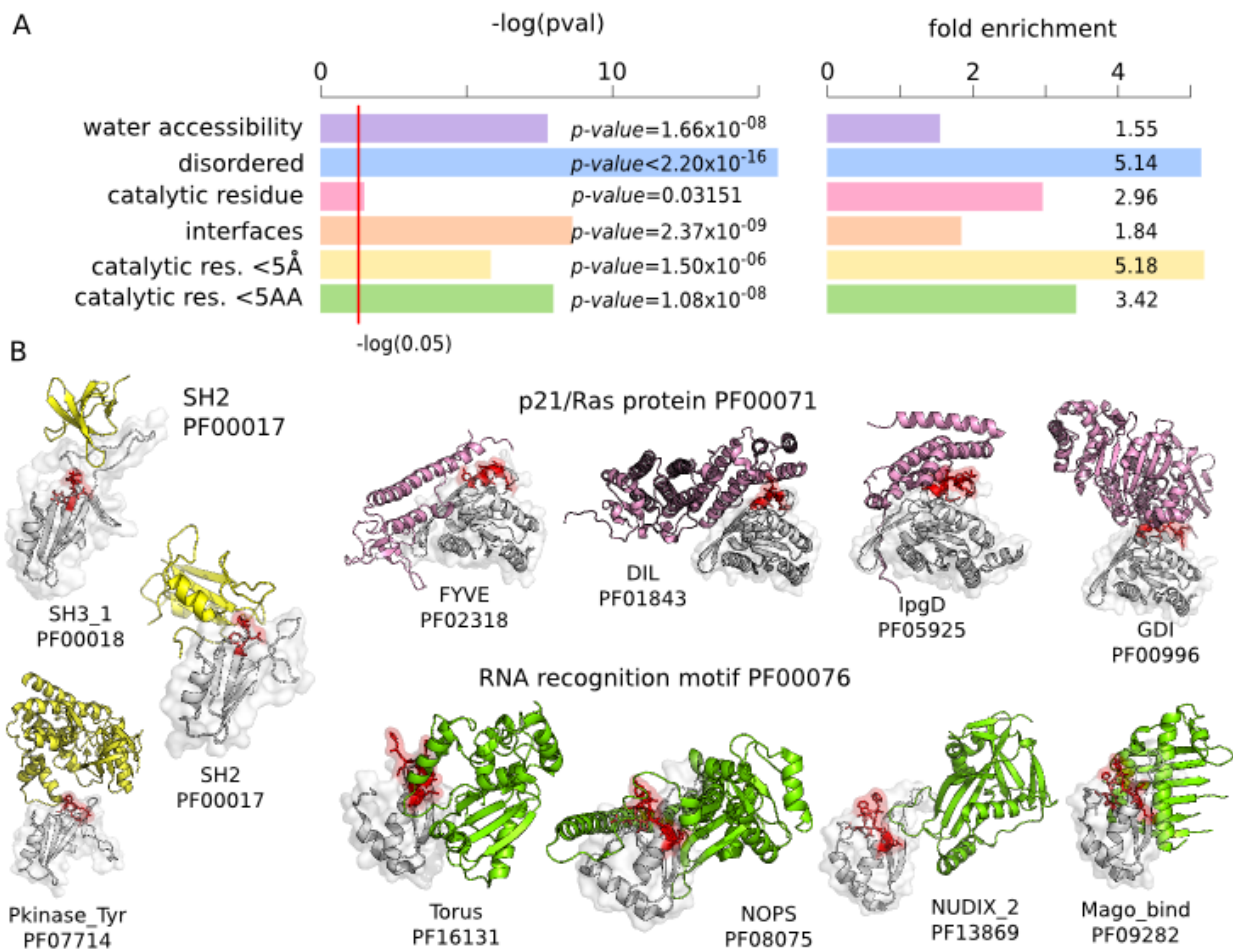 A
-log(pval)
fold enrichment
0 10
0 2 4
water accessibility p-value=1.66x10⁻⁰⁸ 1.55
disordered p-value<2.20x10⁻¹⁶ 5.14
catalytic residue p-value=0.03151 2.96
interfaces p-value=2.37x10⁻⁰⁹ 1.84
catalytic res. <5Å p-value=1.50x10⁻⁰⁶ 5.18
catalytic res. <5AA p-value=1.08x10⁻⁰⁸ 3.42
-log(0.05)
B
SH2
PF00017
SH3_1
PF00018
SH2
PF00017
Pkinase_Tyr
PF07714
p21/Ras protein PF00071
FYVE
PF02318
DIL
PF01843
IpgD
PF05925
GDI
PF00996
RNA recognition motif PF00076
Torus
PF16131
NOPS
PF08075
NUDIX_2
PF13869
Mago_bind
PF09282